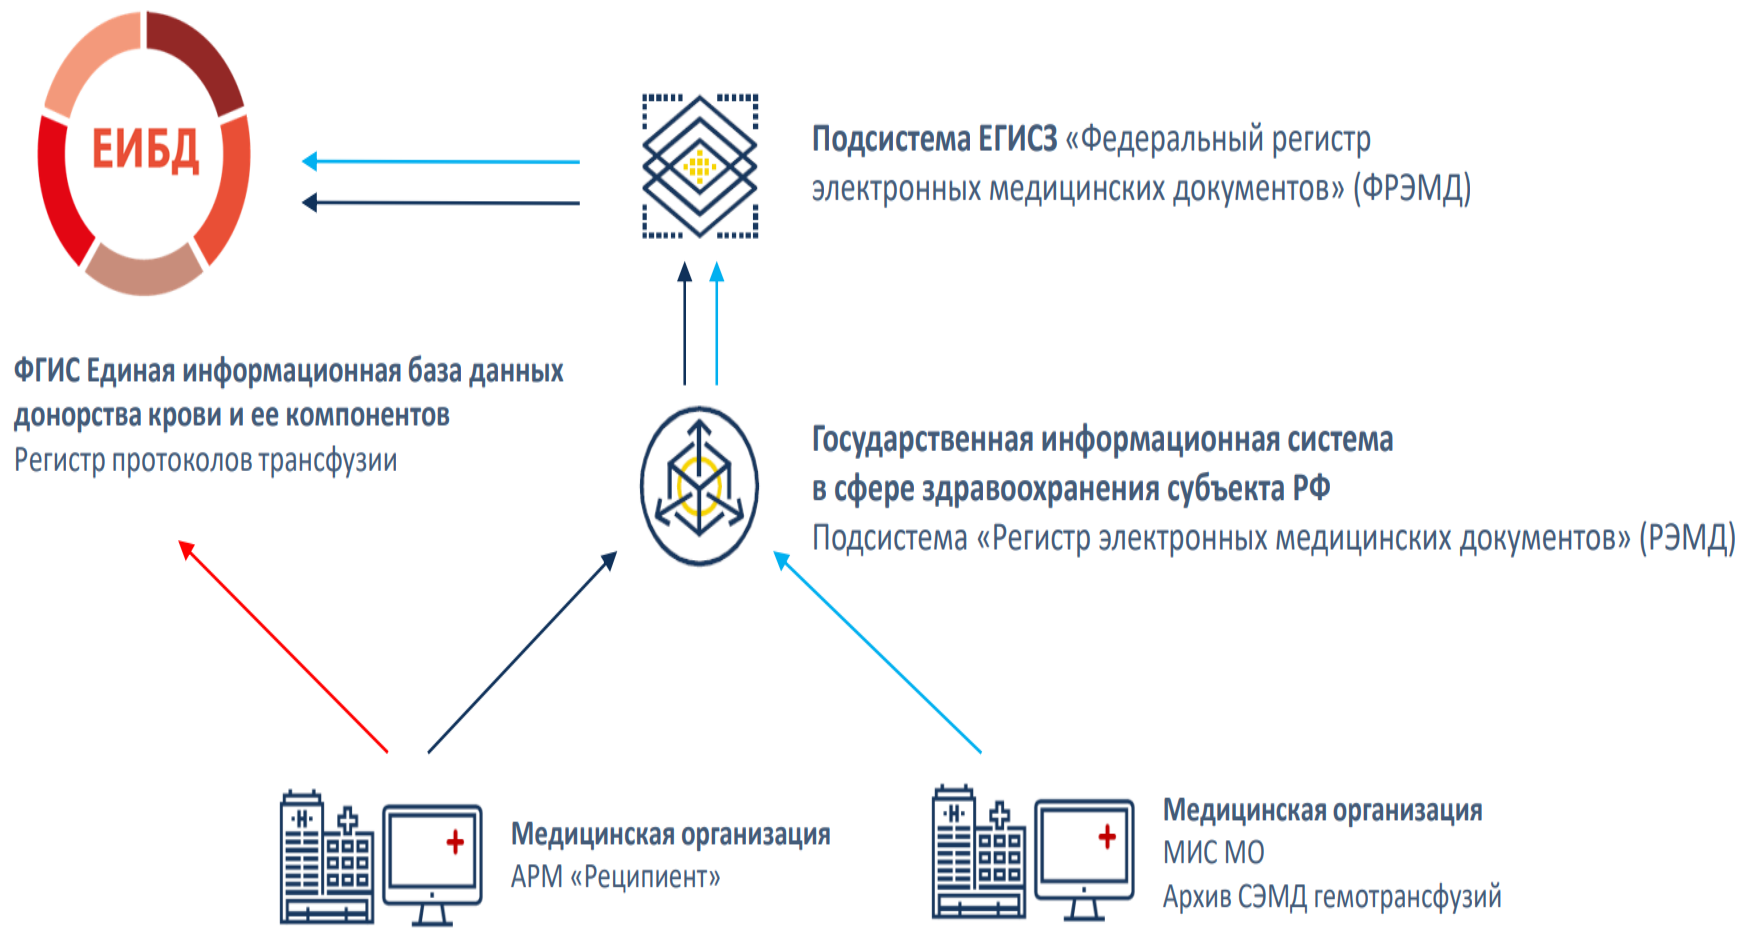 ЕИБД
Подсистема ЕГИСЗ «Федеральный регистр
электронных медицинских документов» (ФРЭМД)
ФГИС Единая информационная база данных
донорства крови и ее компонентов
Регистр протоколов трансфузии
Государственная информационная система
в сфере здравоохранения субъекта РФ
Подсистема «Регистр электронных медицинских документов» (РЭМД)
H
Медицинская организация
АРМ «Реципиент»
H
Медицинская организация
МИС МО
Архив СЭМД гемотрансфузий